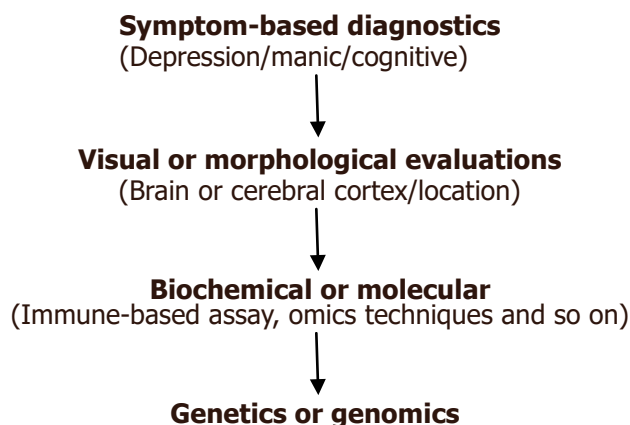 Symptom-based diagnostics
(Depression/manic/cognitive)
Visual or morphological evaluations
(Brain or cerebral cortex/location)
Biochemical or molecular
(Immune-based assay, omics techniques and so on)
Genetics or genomics